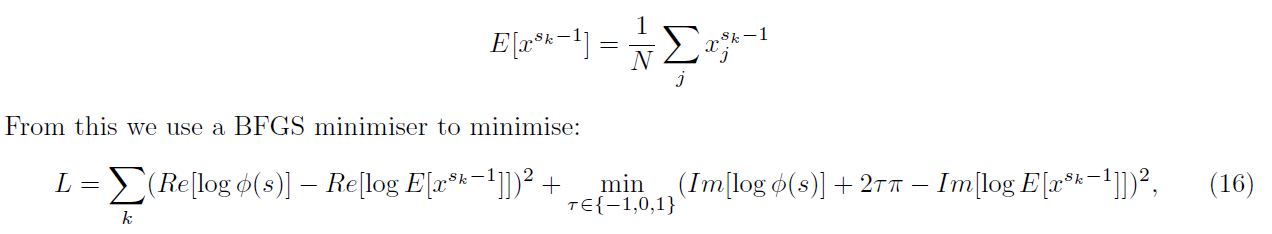 E[x^{s_k-1}] = \frac{1}{N} \sum_j x_j^{s_k-1}
From this we use a BFGS minimiser to minimise:
L = \sum_k (Re[\log \phi(s)] - Re[\log E[x^{s_k-1}]])^2 + \min_{\tau \in \{-1,0,1\}} (Im[\log \phi(s)] + 2\tau\pi - Im[\log E[x^{s_k-1}]])^2, (16)